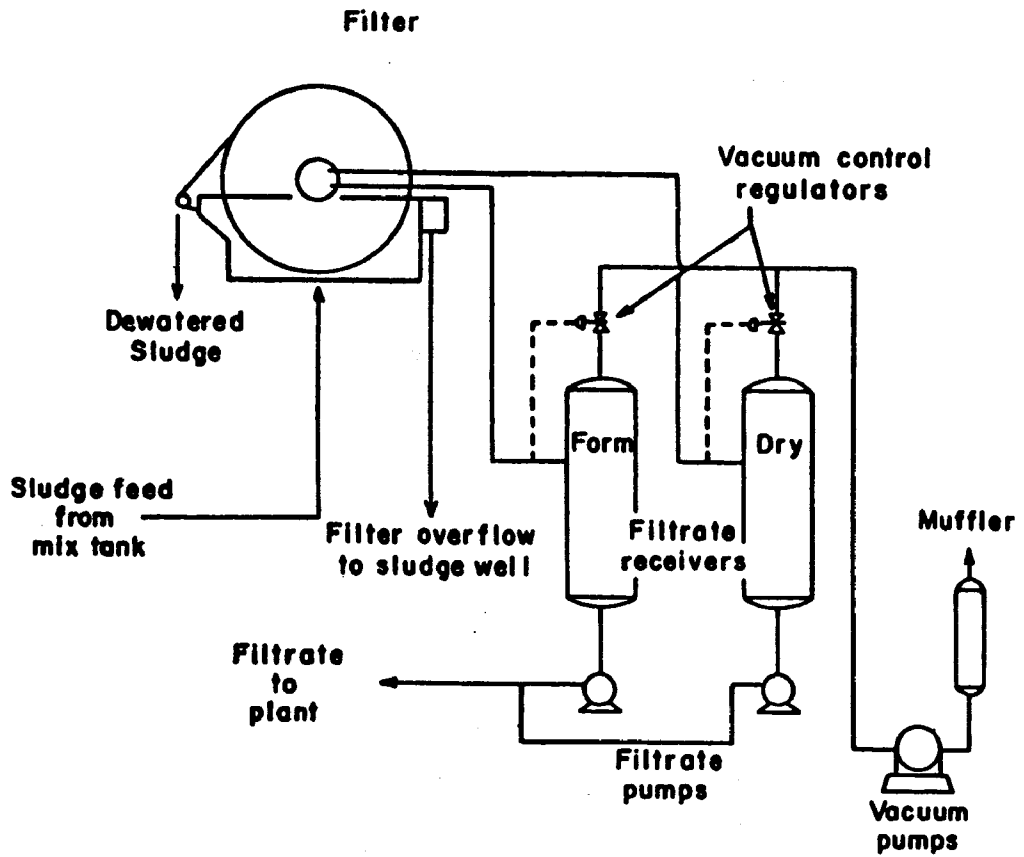 Filter
Vacuum control
regulators
Dewatered
Sludge
Form
Dry
Sludge feed
from
mix tank
Filter overflow
to sludge well
Filtrate
receivers
Muffler
Filtrate
to
plant
Filtrate
pumps
Vacuum
pumps